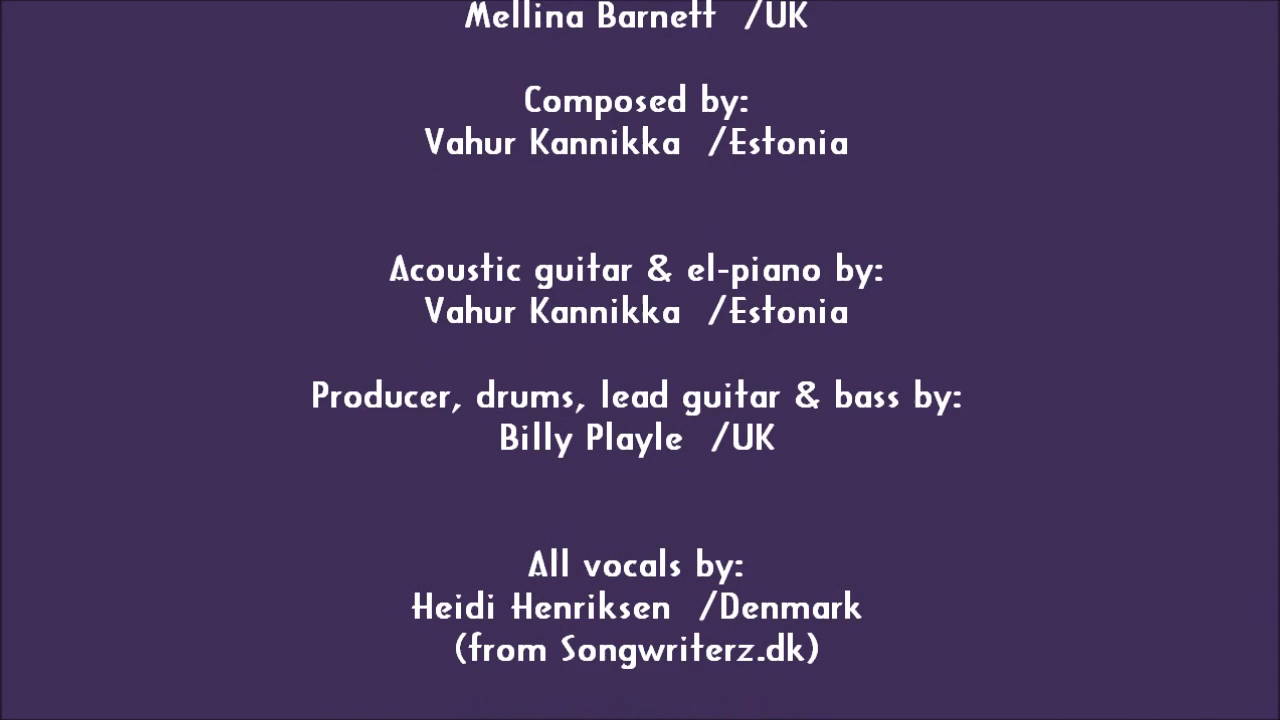 Mellina Barnett /UK
Composed by:
Vahur Kannikka /Estonia
Acoustic guitar & el-piano by:
Vahur Kannikka /Estonia
Producer, drums, lead guitar & bass by:
Billy Playle /UK
All vocals by:
Heidi Henriksen /Denmark
(from Songwriterz.dk)